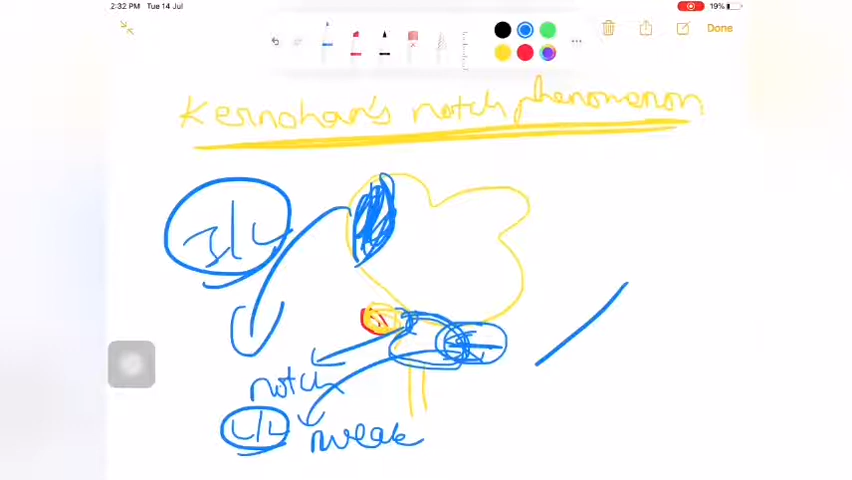 2:32 PM Tue 14 Jul
19%
Done
Kernohan's notch phenomenon
notch
weak